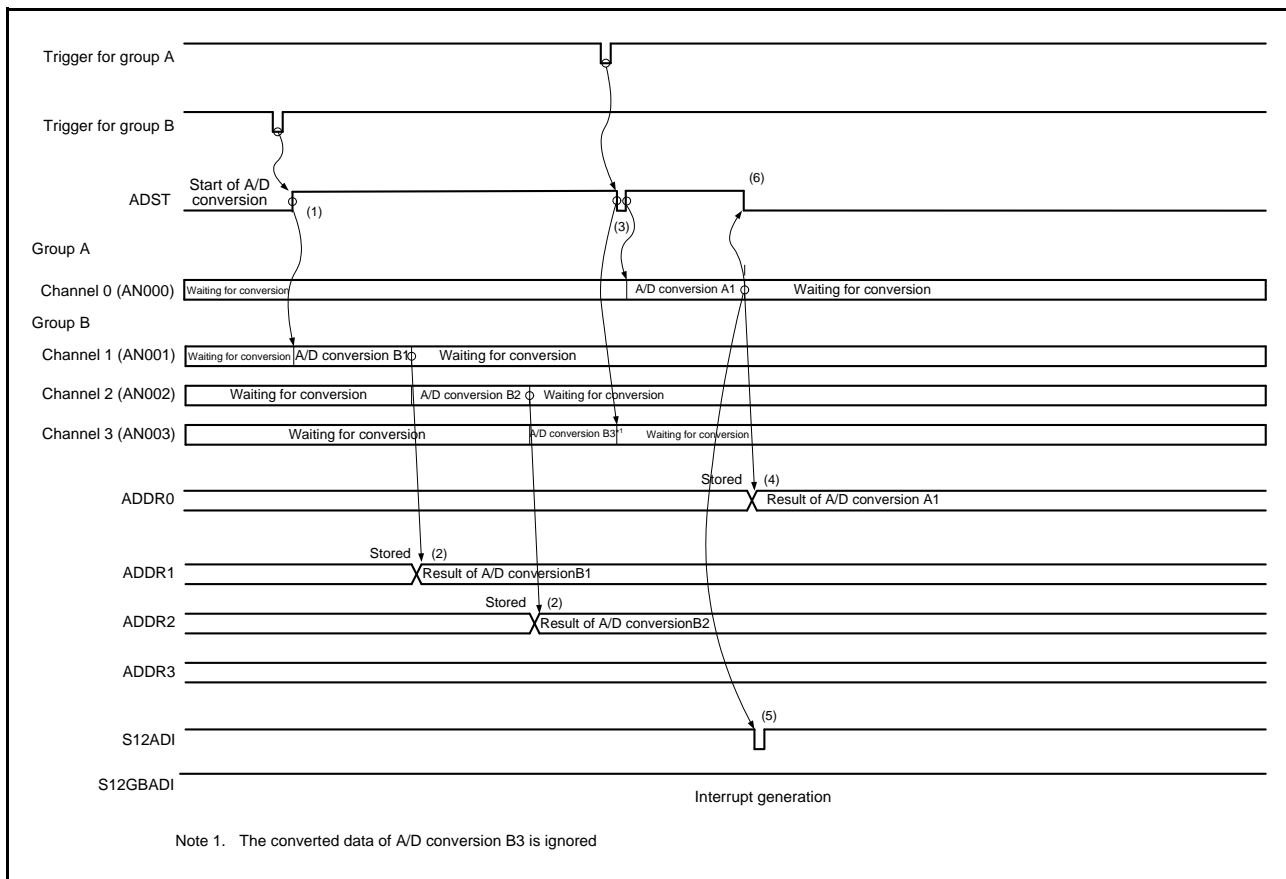 Trigger for group A
Trigger for group B
ADST
Start of A/D
conversion
(1)
(3)
(6)
Group A
Channel 0 (AN000)
Waiting for conversion
A/D conversion A1
Waiting for conversion
Group B
Channel 1 (AN001)
Waiting for conversion
A/D conversion B1
Waiting for conversion
Channel 2 (AN002)
Waiting for conversion
A/D conversion B2
Waiting for conversion
Channel 3 (AN003)
Waiting for conversion
A/D conversion B3*1
Waiting for conversion
ADDR0
Stored
(4)
Result of A/D conversion A1
ADDR1
Stored
(2)
Result of A/D conversionB1
ADDR2
Stored
(2)
Result of A/D conversionB2
ADDR3
S12ADI
(5)
S12GBADI
Interrupt generation
Note 1. The converted data of A/D conversion B3 is ignored